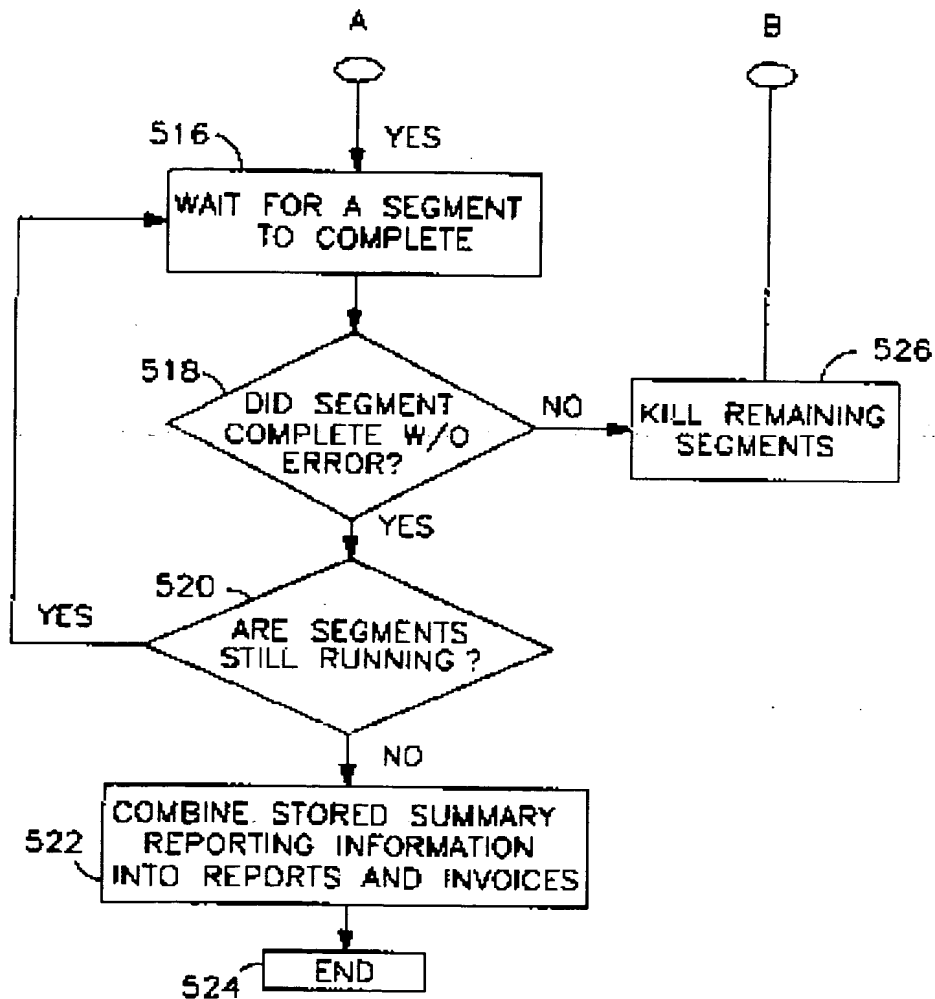 A
B
YES
516
WAIT FOR A SEGMENT
TO COMPLETE
518
DID SEGMENT
COMPLETE W/O
ERROR?
NO
526
KILL REMAINING
SEGMENTS
YES
520
YES
ARE SEGMENTS
STILL RUNNING?
NO
522
COMBINE STORED SUMMARY
REPORTING INFORMATION
INTO REPORTS AND INVOICES
524
END